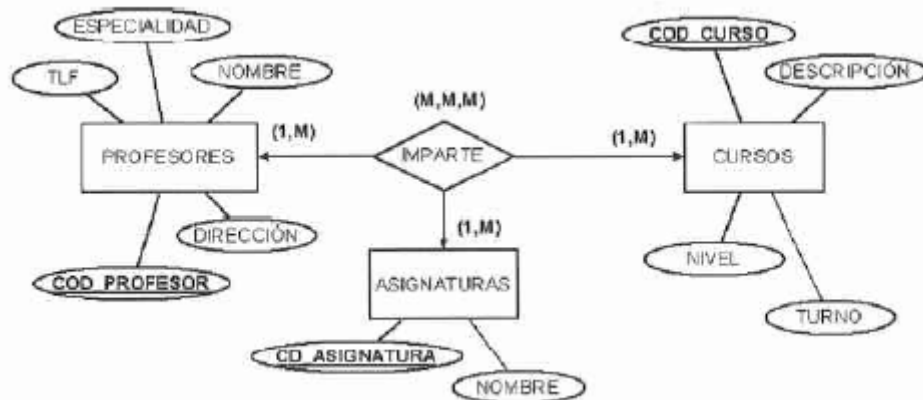 ESPECIALIDAD
TLF
NOMBRE
(1,M)
PROFESORES
DIRECCIÓN
COD_PROFESOR
(M,M,M)
IMPARTE
(1,M)
ASIGNATURAS
CD_ASIGNATURA
NOMBRE
COD_CURSO
DESCRIPCIÓN
(1,M)
CURSOS
NIVEL
TURNO